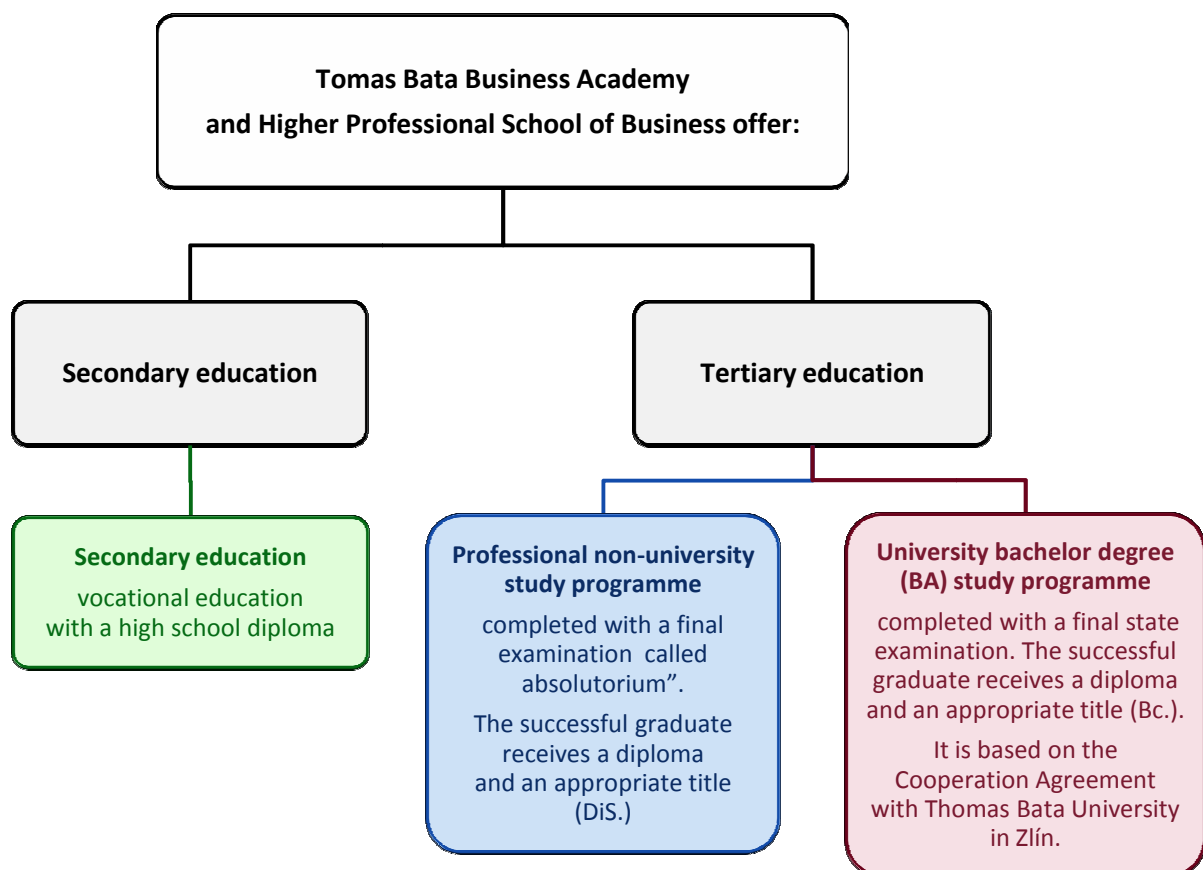 Tomas Bata Business Academy
and Higher Professional School of Business offer:
Secondary education
Tertiary education
Secondary education
vocational education
with a high school diploma
Professional non-university
study programme
completed with a final
examination called
absolutorium”.
The successful graduate
receives a diploma
and an appropriate title
(DiS.)
University bachelor degree
(BA) study programme
completed with a final state
examination. The successful
graduate receives a diploma
and an appropriate title (Bc.).
It is based on the
Cooperation Agreement
with Thomas Bata University
in Zlín.